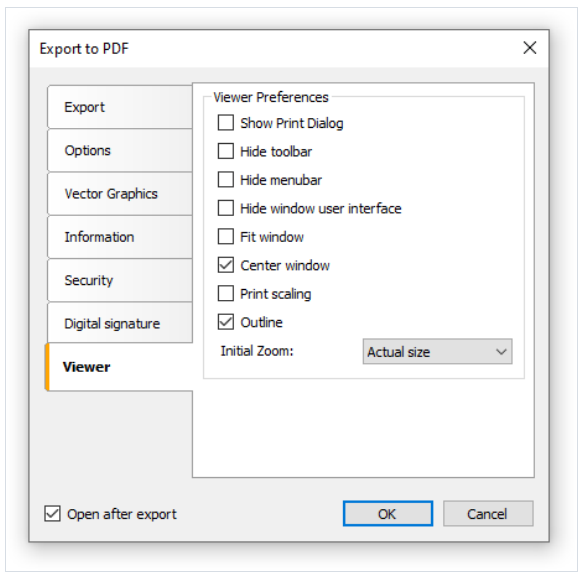 Export to PDF
Export
Options
Vector Graphics
Information
Security
Digital signature
Viewer
Viewer Preferences
Show Print Dialog
Hide toolbar
Hide menubar
Hide window user interface
Fit window
Center window
Print scaling
Outline
Initial Zoom: Actual size
Open after export
OK Cancel